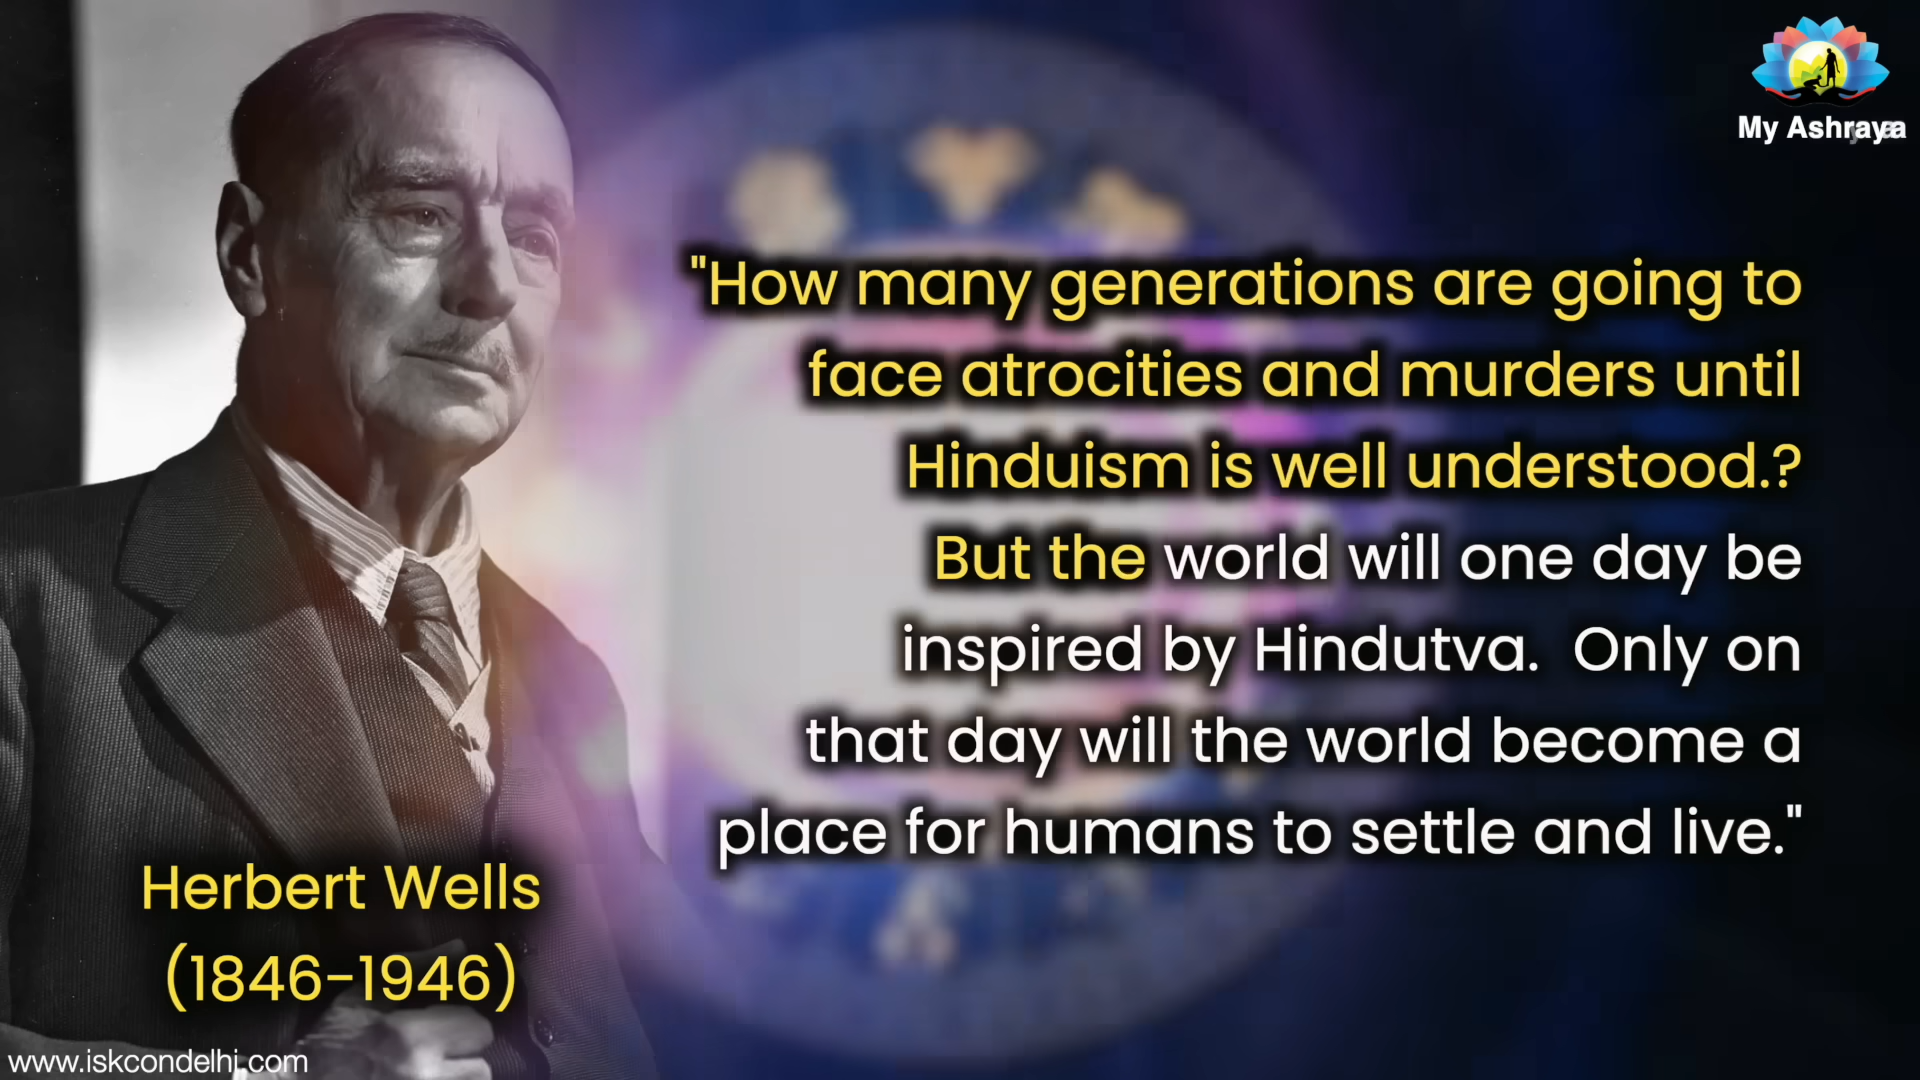 My Ashraya
"How many generations are going to
face atrocities and murders until
Hinduism is well understood.?
But the world will one day be
inspired by Hindutva.  Only on
that day will the world become a
place for humans to settle and live."
Herbert Wells
(1846-1946)
www.iskcondelhi.com